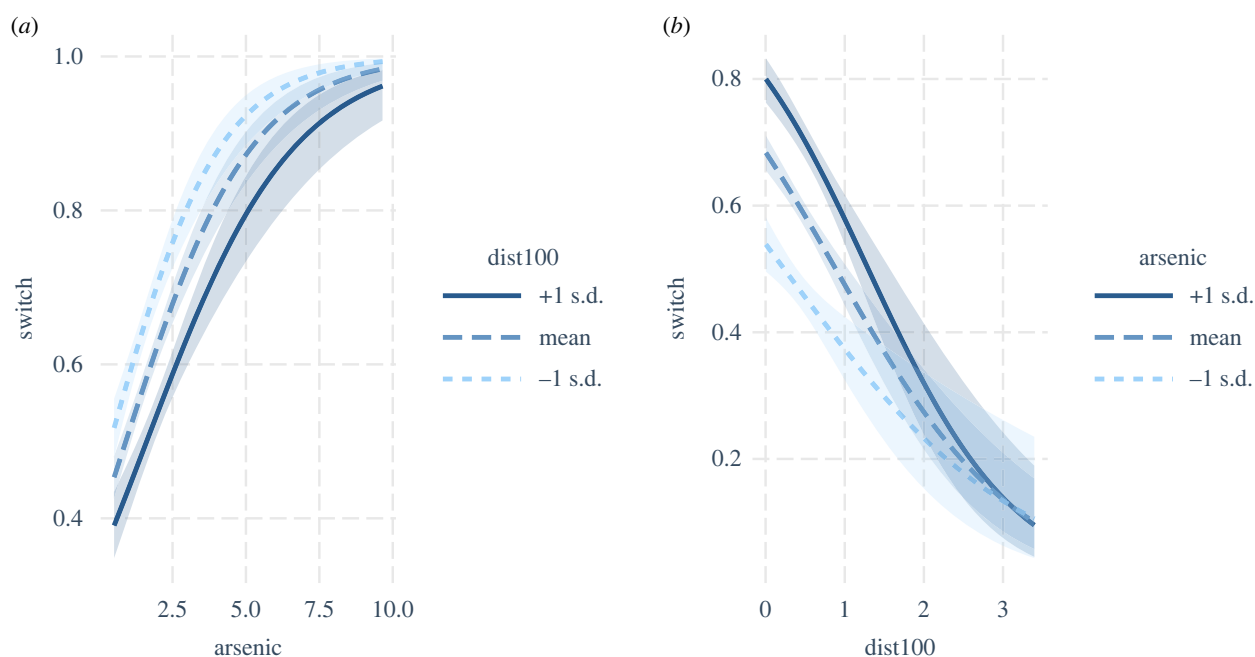 (a)
1.0
0.8
0.6
0.4
switch
2.5 5.0 7.5 10.0
arsenic
dist100
+1 s.d.
mean
–1 s.d.
(b)
0.8
0.6
0.4
0.2
switch
0 1 2 3
dist100
arsenic
+1 s.d.
mean
–1 s.d.